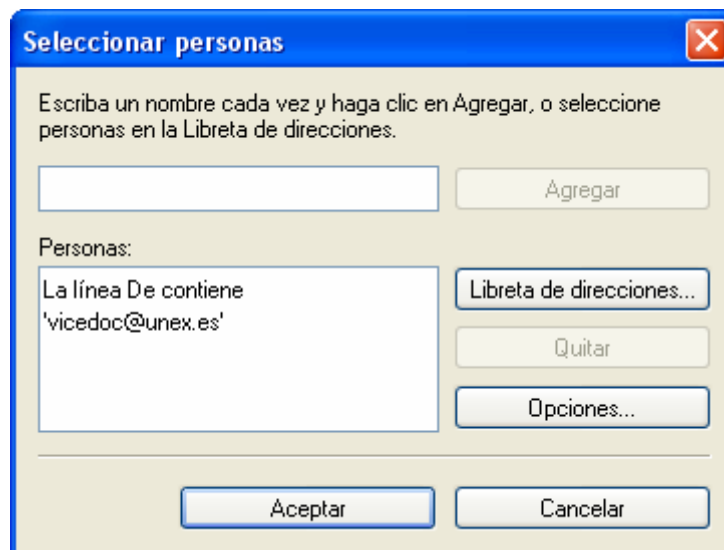 Seleccionar personas
Escriba un nombre cada vez y haga clic en Agregar, o seleccione
personas en la Libreta de direcciones.
Agregar
Personas:
La línea De contiene
'vicedoc@unex.es'
Libreta de direcciones...
Quitar
Opciones...
Aceptar
Cancelar